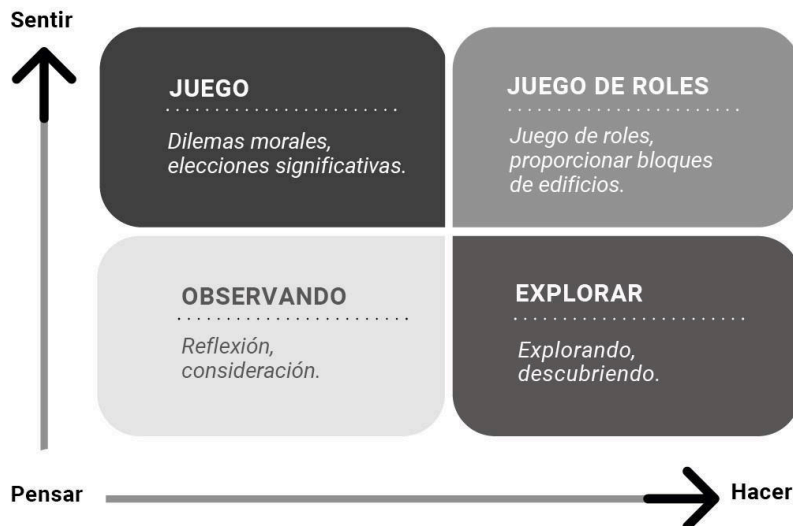 Sentir
JUEGO
Dilemas morales,
elecciones significativas.
JUEGO DE ROLES
Juego de roles,
proporcionar bloques
de edificios.
OBSERVANDO
Reflexión,
consideración.
EXPLORAR
Explorando,
descubriendo.
Pensar
Hacer